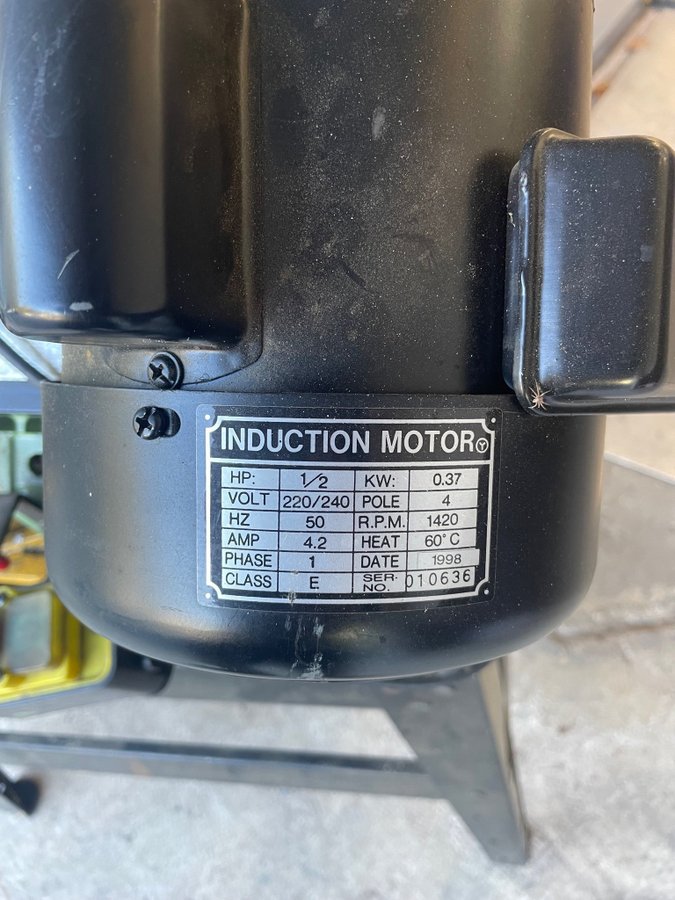 INDUCTION MOTOR Y
HP: 1/2 KW: 0.37
VOLT 220/240 POLE 4
HZ 50 R.P.M. 1420
AMP 4.2 HEAT 60°C
PHASE 1 DATE 1998
CLASS E SER. NO. 010636